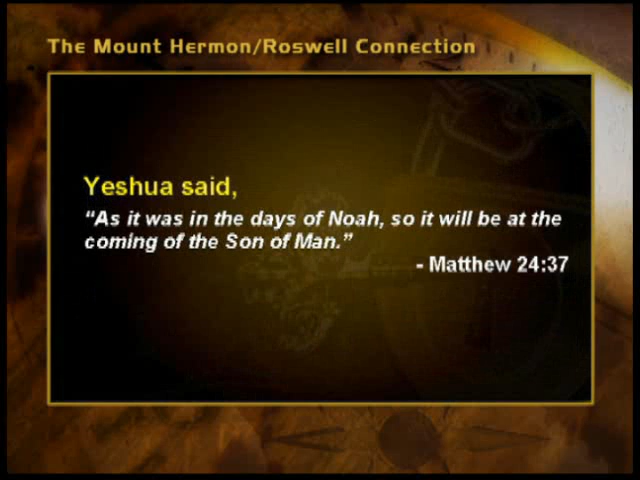 The Mount Hermon/Roswell Connection
Yeshua said,
“As it was in the days of Noah, so it will be at the
coming of the Son of Man.”
- Matthew 24:37